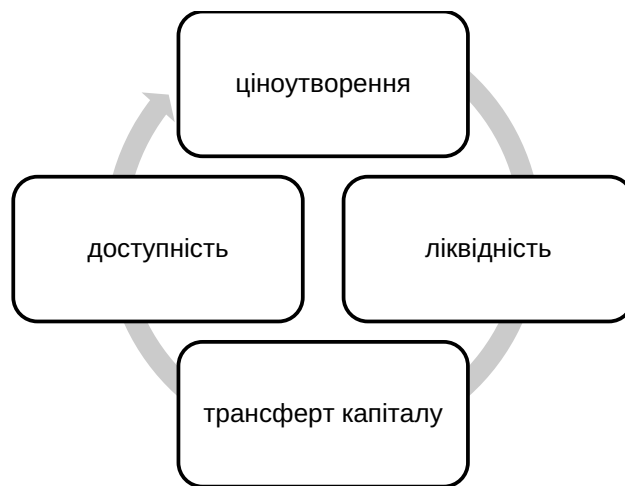 ціноутворення
доступність
ліквідність
трансферт капіталу